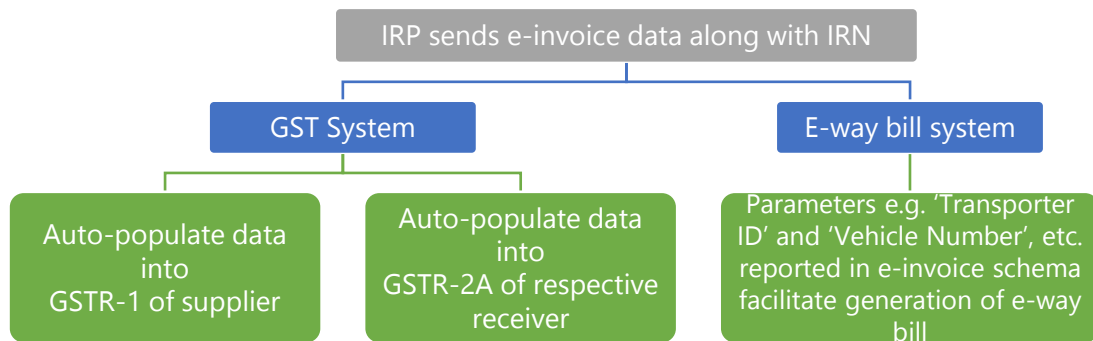 IRP sends e-invoice data along with IRN
GST System
E-way bill system
Auto-populate data
into
GSTR-1 of supplier
Auto-populate data
into
GSTR-2A of respective
receiver
Parameters e.g. ‘Transporter
ID’ and ‘Vehicle Number’, etc.
reported in e-invoice schema
facilitate generation of e-way
bill